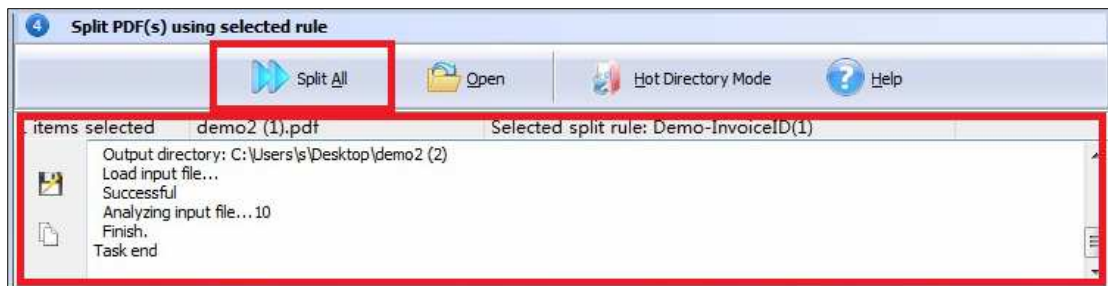 4 Split PDF(s) using selected rule
Split All Open Hot Directory Mode Help
items selected demo2 (1).pdf Selected split rule: Demo-InvoiceID(1)
Output directory: C:\Users\s\Desktop\demo2 (2)
Load input file...
Successful
Analyzing input file...10
Finish.
Task end